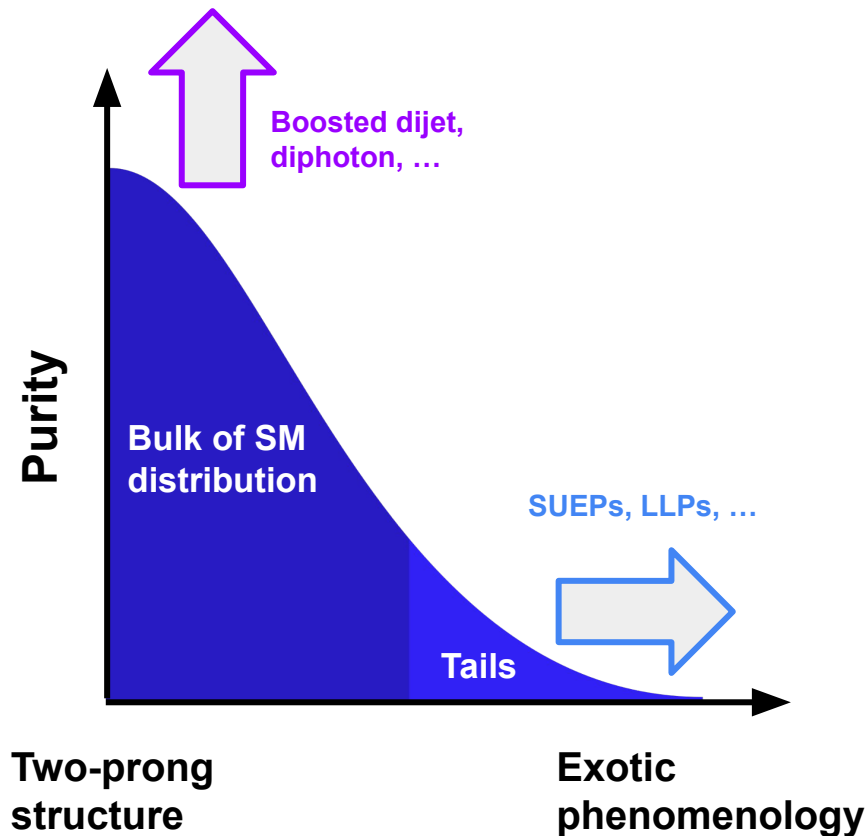 Boosted dijet,
diphoton, …
Purity
Bulk of SM
distribution
SUEPs, LLPs, …
Tails
Two-prong
structure
Exotic
phenomenology